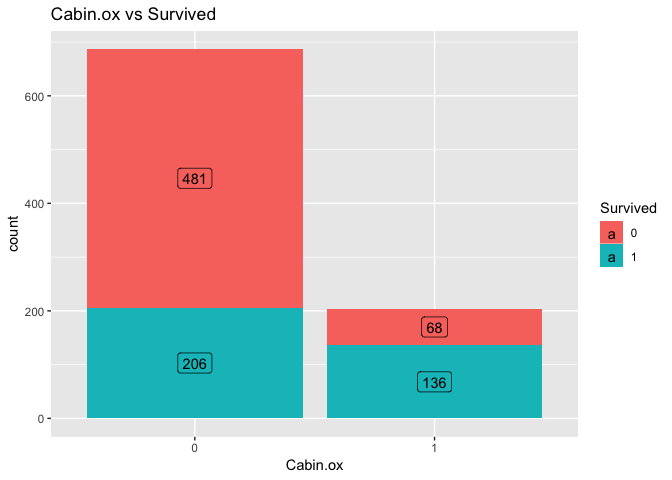 Cabin.ox vs Survived
count
600
400
200
0
481
206
68
136
0
1
Cabin.ox
Survived
a 0
a 1